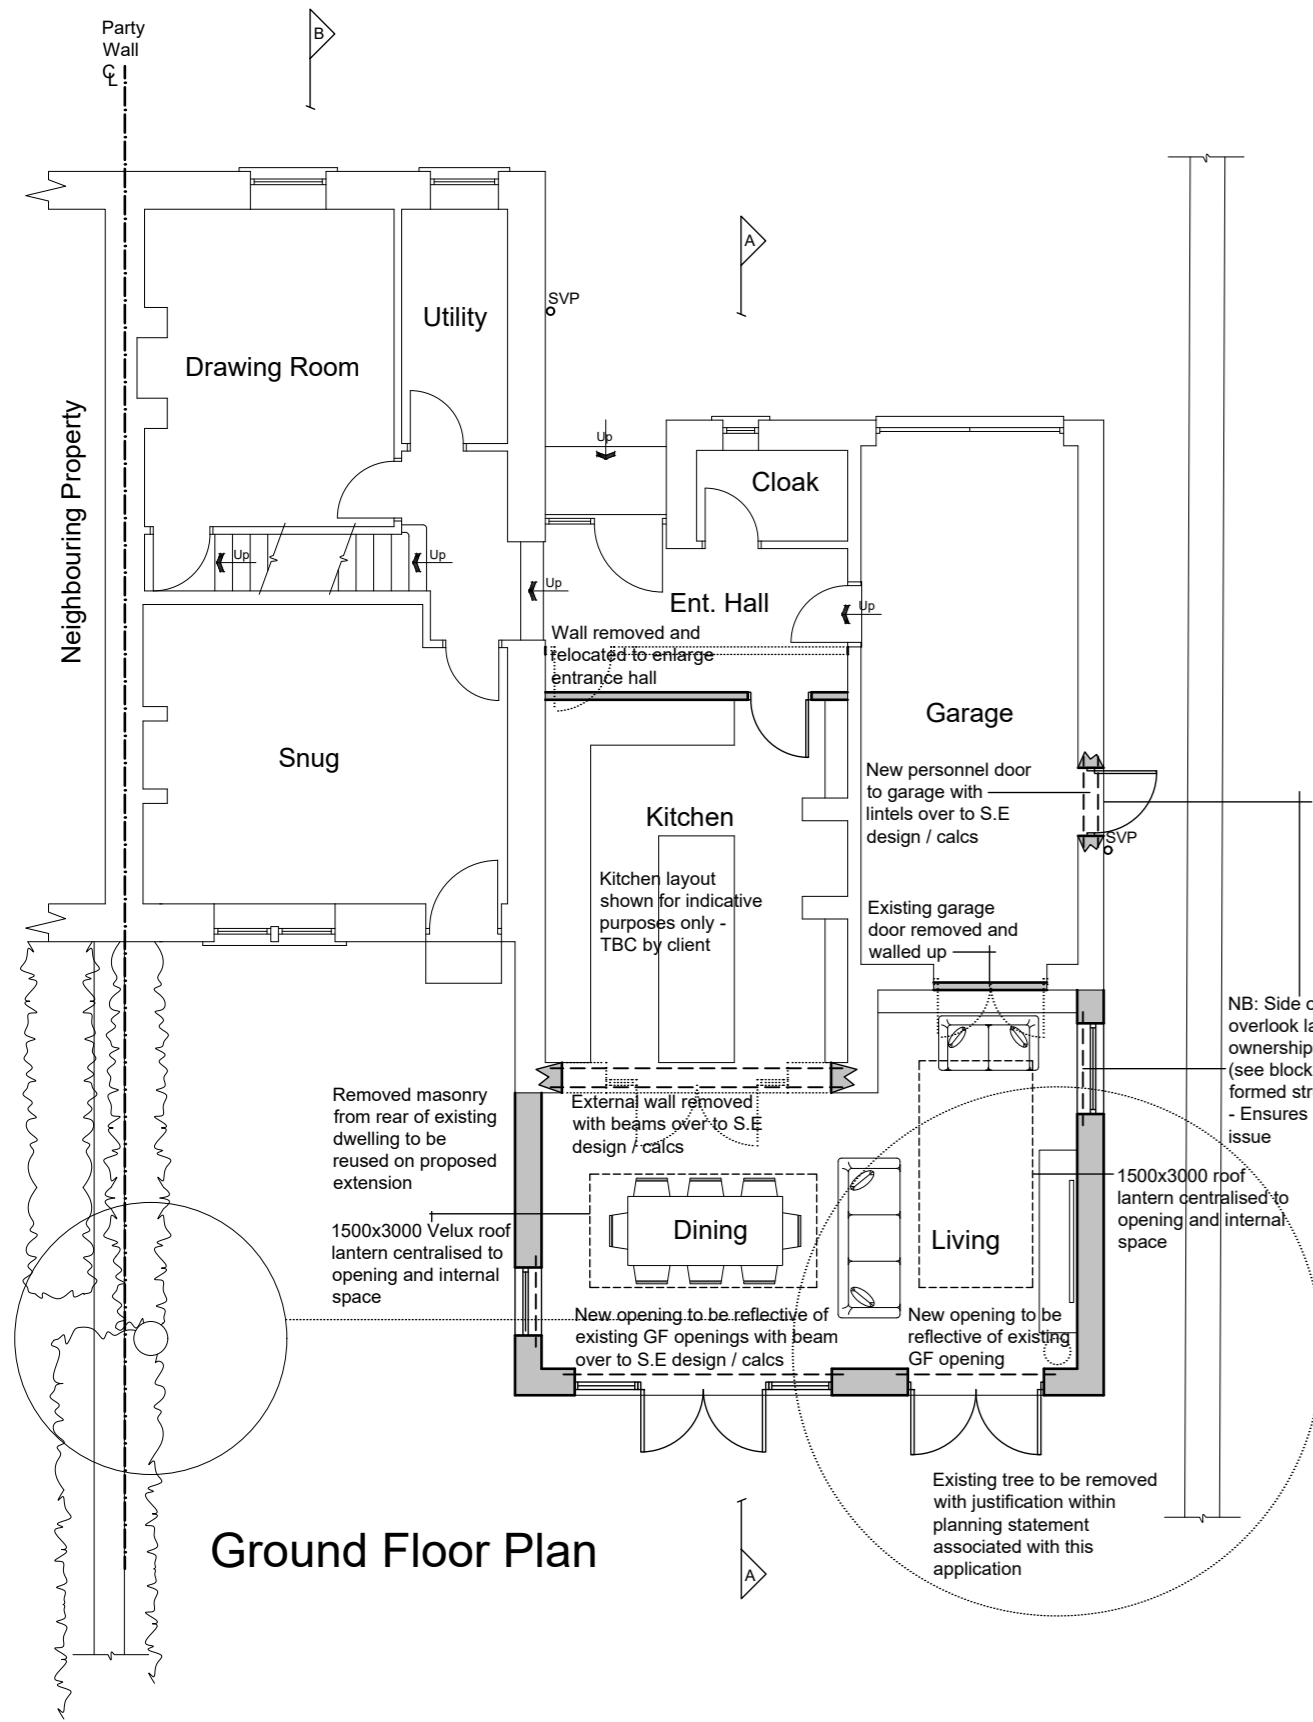 Party
Wall
℄
B
A
SVP
Utility
Drawing Room
Neighbouring Property
Up
Cloak
Up
Up
Up
Ent. Hall
Up
Wall removed and
relocated to enlarge
entrance hall
Garage
Snug
New personnel door
to garage with
lintels over to S.E
design / calcs
Kitchen
SVP
Kitchen layout
shown for indicative
purposes only -
TBC by client
Existing garage
door removed and
walled up
NB: Side o
overlook la
ownership
(see block
formed str
- Ensures
issue
Removed masonry
from rear of existing
dwelling to be
reused on proposed
extension
External wall removed
with beams over to S.E
design / calcs
1500x3000 roof
lantern centralised to
opening and internal
space
1500x3000 Velux roof
lantern centralised to
opening and internal
space
Dining
Living
New opening to be reflective of
existing GF openings with beam
over to S.E design / calcs
New opening to be
reflective of existing
GF opening
Existing tree to be removed
with justification within
planning statement
associated with this
application
Ground Floor Plan
A